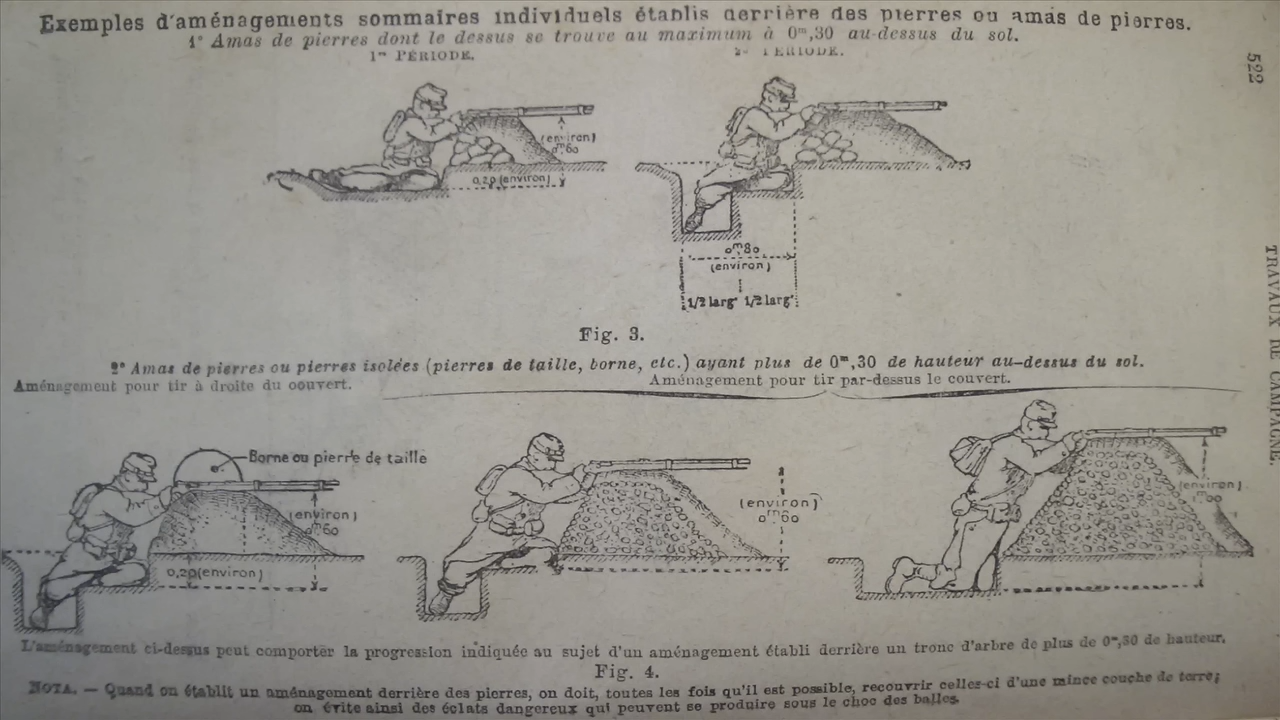 Exemples d'aménagements sommaires individuels établis derrière des pierres ou amas de pierres.
1° Amas de pierres dont le dessus se trouve au maximum à 0ᵐ,30 au-dessus du sol.
1ʳᵉ PÉRIODE.
2ᵉ PÉRIODE.
522
(environ)
0ᵐ60
0,20 (environ)
0ᵐ80
(environ)
1/2 largʳ 1/2 largʳ
Fig. 3.
TRAVAUX DE CAMPAGNE.
2° Amas de pierres ou pierres isolées (pierres de taille, borne, etc.) ayant plus de 0ᵐ,30 de hauteur au-dessus du sol.
Aménagement pour tir à droite du couvert.
Aménagement pour tir par-dessus le couvert.
Borne ou pierre de taille
(environ)
0ᵐ60
0,20 (environ)
(environ)
0ᵐ60
(environ)
1ᵐ00
L'aménagement ci-dessus peut comporter la progression indiquée au sujet d'un aménagement établi derrière un tronc d'arbre de plus de 0ᵐ,30 de hauteur.
Fig. 4.
NOTA. — Quand on établit un aménagement derrière des pierres, on doit, toutes les fois qu'il est possible, recouvrir celles-ci d'une mince couche de terre;
on évite ainsi des éclats dangereux qui peuvent se produire sous le choc des balles.